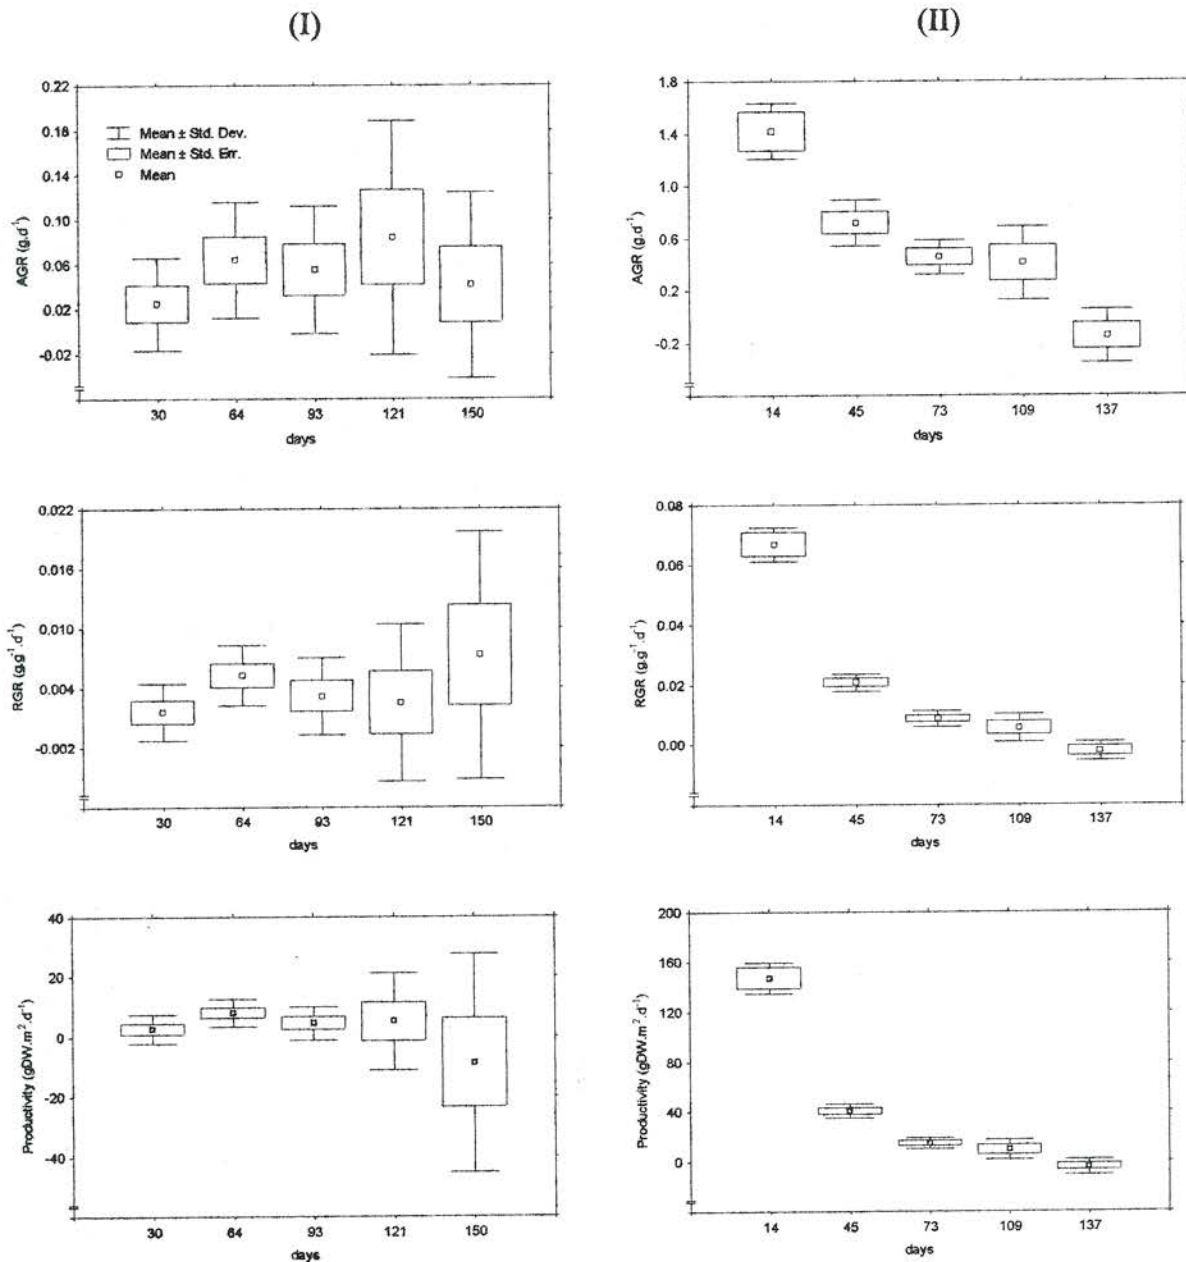 (I)
(II)
AGR (g.d⁻¹)
0.22
0.18
0.14
0.10
0.06
0.02
-0.02
Mean ± Std. Dev.
Mean ± Std. Err.
Mean
30 64 93 121 150
days
AGR (g.d⁻¹)
1.8
1.4
1.0
0.6
0.2
-0.2
14 45 73 109 137
days
RGR (g.g⁻¹.d⁻¹)
0.022
0.016
0.010
0.004
-0.002
30 64 93 121 150
days
RGR (g.g⁻¹.d⁻¹)
0.08
0.06
0.04
0.02
0.00
14 45 73 109 137
days
Productivity (gDW.m².d⁻¹)
40
20
0
-20
-40
30 64 93 121 150
days
Productivity (gDW.m².d⁻¹)
200
160
120
80
40
0
14 45 73 109 137
days